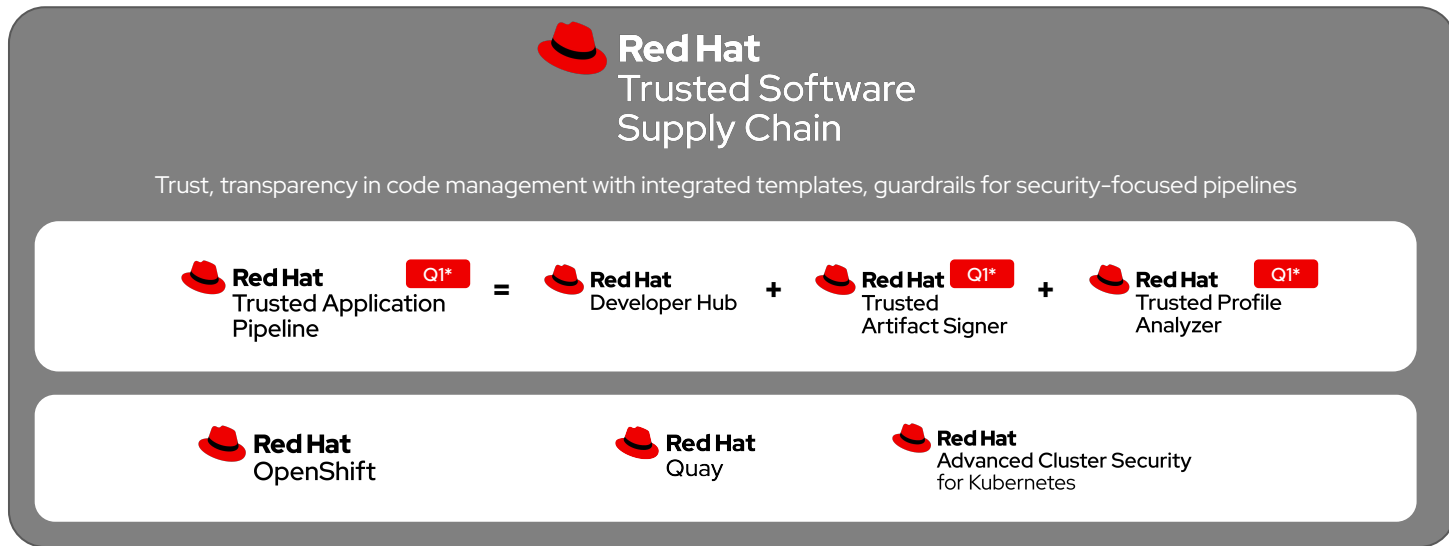 Red Hat
Trusted Software
Supply Chain
Trust, transparency in code management with integrated templates, guardrails for security-focused pipelines
Red Hat Q1*
Trusted Application
Pipeline
=
Red Hat
Developer Hub
+
Red Hat Q1*
Trusted
Artifact Signer
+
Red Hat Q1*
Trusted Profile
Analyzer
Red Hat
OpenShift
Red Hat
Quay
Red Hat
Advanced Cluster Security
for Kubernetes